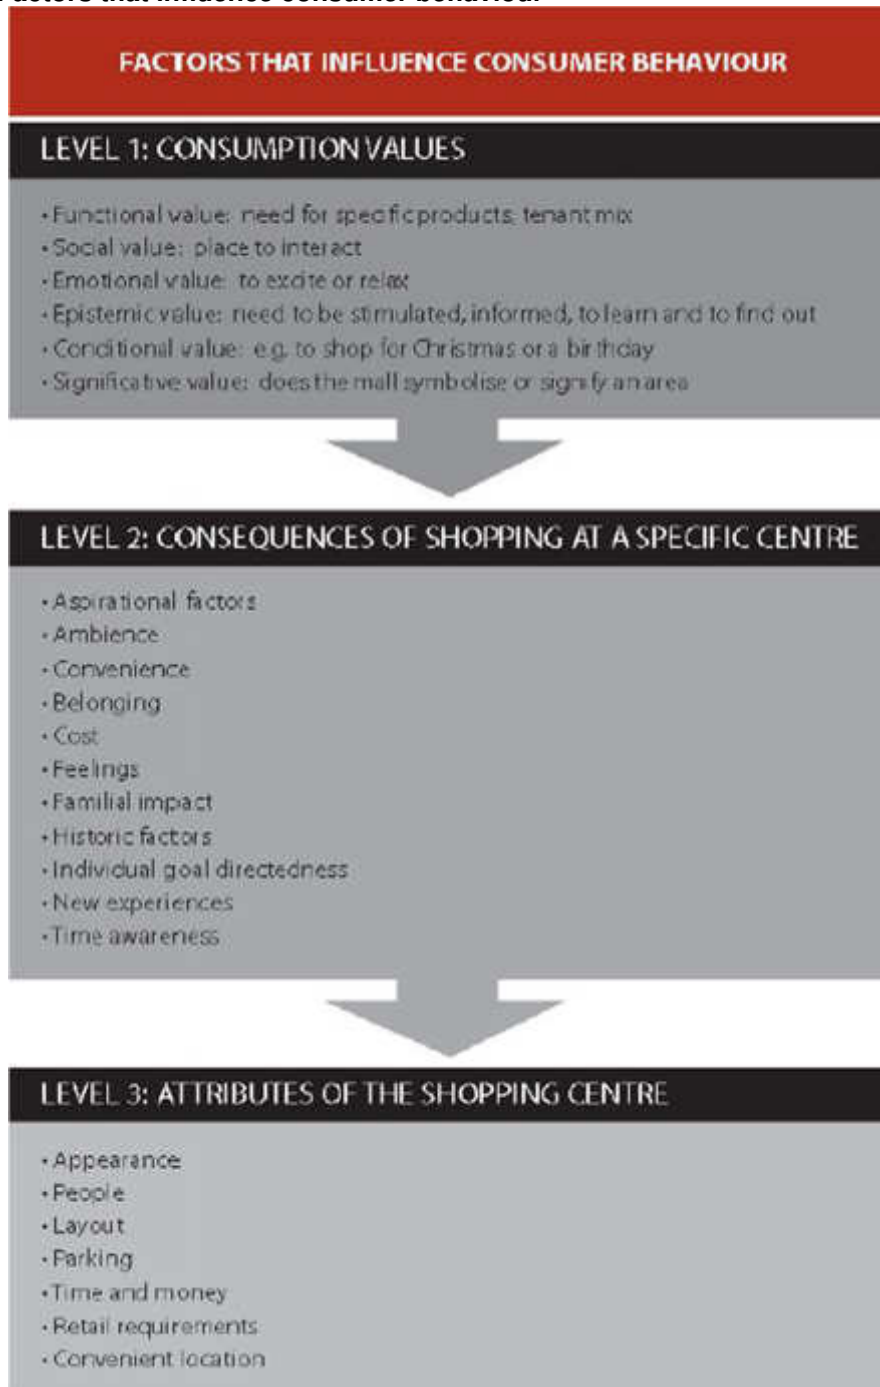 Factors that influence consumer behaviour
FACTORS THAT INFLUENCE CONSUMER BEHAVIOUR
LEVEL 1: CONSUMPTION VALUES
• Functional value: need for specific products, tenant mix
• Social value: place to interact
• Emotional value: to excite or relax
• Epistemic value: need to be stimulated, informed, to learn and to find out
• Conditional value: e.g. to shop for Christmas or a birthday
• Significative value: does the mall symbolise or signify an area
LEVEL 2: CONSEQUENCES OF SHOPPING AT A SPECIFIC CENTRE
• Aspirational factors
• Ambience
• Convenience
• Belonging
• Cost
• Feelings
• Familial impact
• Historic factors
• Individual goal directedness
• New experiences
• Time awareness
LEVEL 3: ATTRIBUTES OF THE SHOPPING CENTRE
• Appearance
• People
• Layout
• Parking
• Time and money
• Retail requirements
• Convenient location